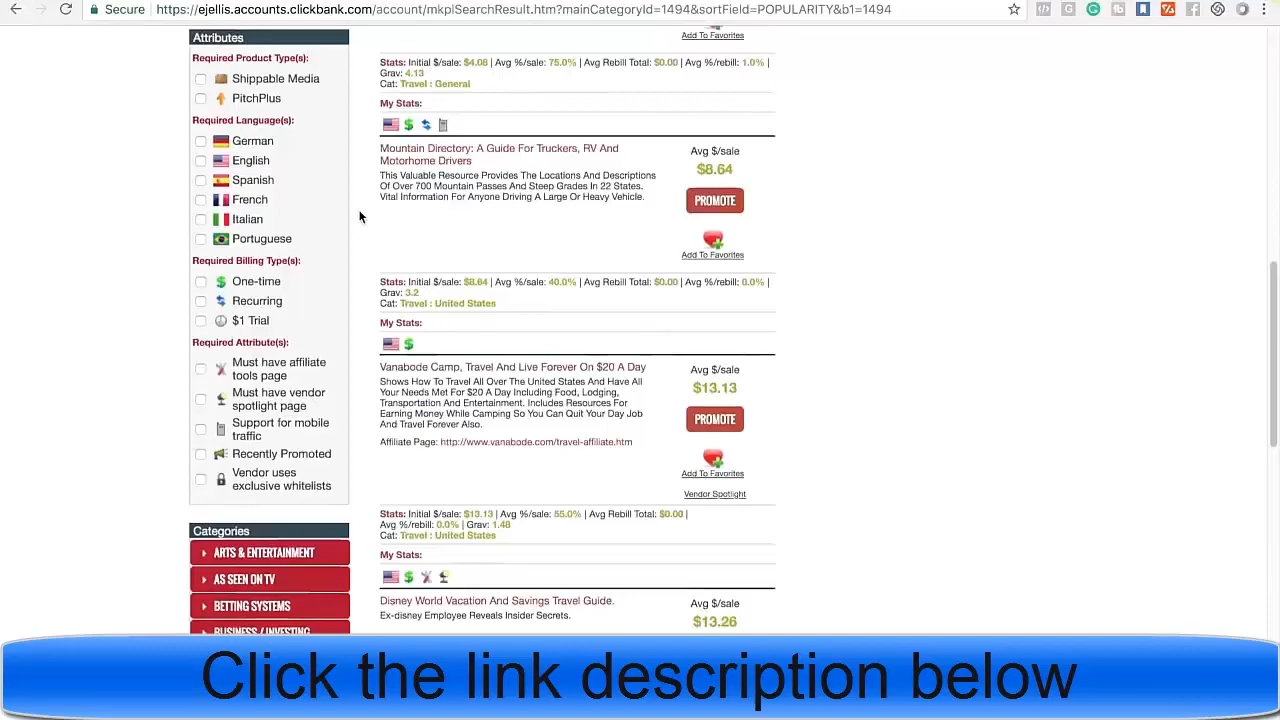 Secure https://ejellis.accounts.clickbank.com/account/mkplSearchResult.htm?mainCategoryId=1494&sortField=POPULARITY&b1=1494
Attributes
Required Product Type(s):
Shippable Media
PitchPlus
Required Language(s):
German
English
Spanish
French
Italian
Portuguese
Required Billing Type(s):
One-time
Recurring
$1 Trial
Required Attribute(s):
Must have affiliate
tools page
Must have vendor
spotlight page
Support for mobile
traffic
Recently Promoted
Vendor uses
exclusive whitelists
Categories
ARTS & ENTERTAINMENT
AS SEEN ON TV
BETTING SYSTEMS
BUSINESS / INVESTING
Add To Favorites
Stats: Initial $/sale: $4.08 | Avg %/sale: 75.0% | Avg Rebill Total: $0.00 | Avg %/rebill: 1.0% |
Grav: 4.13
Cat: Travel : General
My Stats:
Mountain Directory: A Guide For Truckers, RV And
Motorhome Drivers
This Valuable Resource Provides The Locations And Descriptions
Of Over 700 Mountain Passes And Steep Grades In 22 States.
Vital Information For Anyone Driving A Large Or Heavy Vehicle.
Avg $/sale
$8.64
PROMOTE
Add To Favorites
Stats: Initial $/sale: $8.64 | Avg %/sale: 40.0% | Avg Rebill Total: $0.00 | Avg %/rebill: 0.0% |
Grav: 3.2
Cat: Travel : United States
My Stats:
Vanabode Camp, Travel And Live Forever On $20 A Day
Shows How To Travel All Over The United States And Have All
Your Needs Met For $20 A Day Including Food, Lodging,
Transportation And Entertainment. Includes Resources For
Earning Money While Camping So You Can Quit Your Day Job
And Travel Forever Also.
Affiliate Page: http://www.vanabode.com/travel-affiliate.htm
Avg $/sale
$13.13
PROMOTE
Add To Favorites
Vendor Spotlight
Stats: Initial $/sale: $13.13 | Avg %/sale: 55.0% | Avg Rebill Total: $0.00 |
Avg %/rebill: 0.0% | Grav: 1.48
Cat: Travel : United States
My Stats:
Disney World Vacation And Savings Travel Guide.
Ex-disney Employee Reveals Insider Secrets.
Avg $/sale
$13.26
Click the link description below